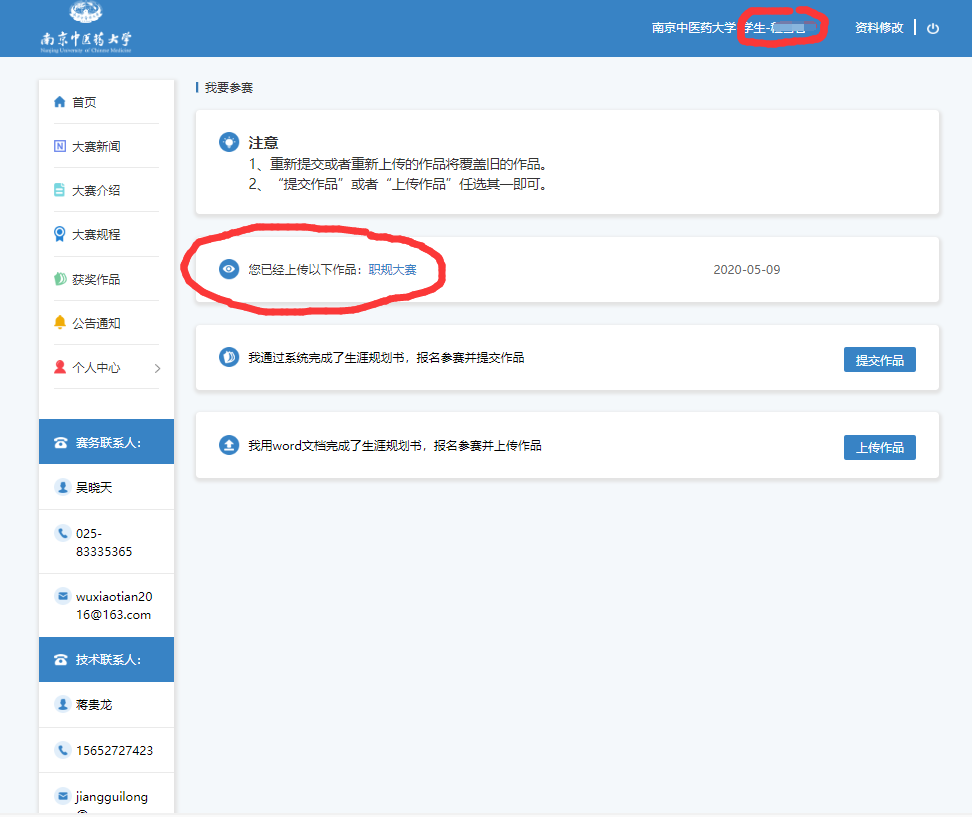 南京中医药大学
Nanjing University of Chinese Medicine
南京中医药大学 学生-
资料修改
首页
大赛新闻
大赛介绍
大赛规程
获奖作品
公告通知
个人中心
赛务联系人:
吴晓天
025-
83335365
wuxiaotian20
16@163.com
技术联系人:
蒋贵龙
15652727423
jiangguilong
我要参赛
注意
1、重新提交或者重新上传的作品将覆盖旧的作品。
2、“提交作品”或者“上传作品”任选其一即可。
您已经上传以下作品：职规大赛
2020-05-09
我通过系统完成了生涯规划书，报名参赛并提交作品
提交作品
我用word文档完成了生涯规划书，报名参赛并上传作品
上传作品